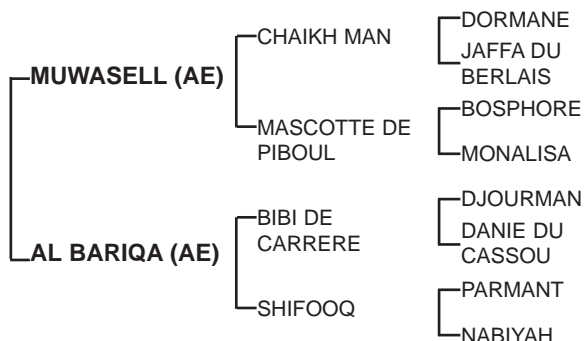 DORMANE
CHAIKH MAN
JAFFA DU
BERLAIS
MUWASELL (AE)
BOSPHORE
MASCOTTE DE
PIBOUL
MONALISA
DJOURMAN
BIBI DE
CARRERE
DANIE DU
CASSOU
AL BARIQA (AE)
PARMANT
SHIFOOQ
NABIYAH